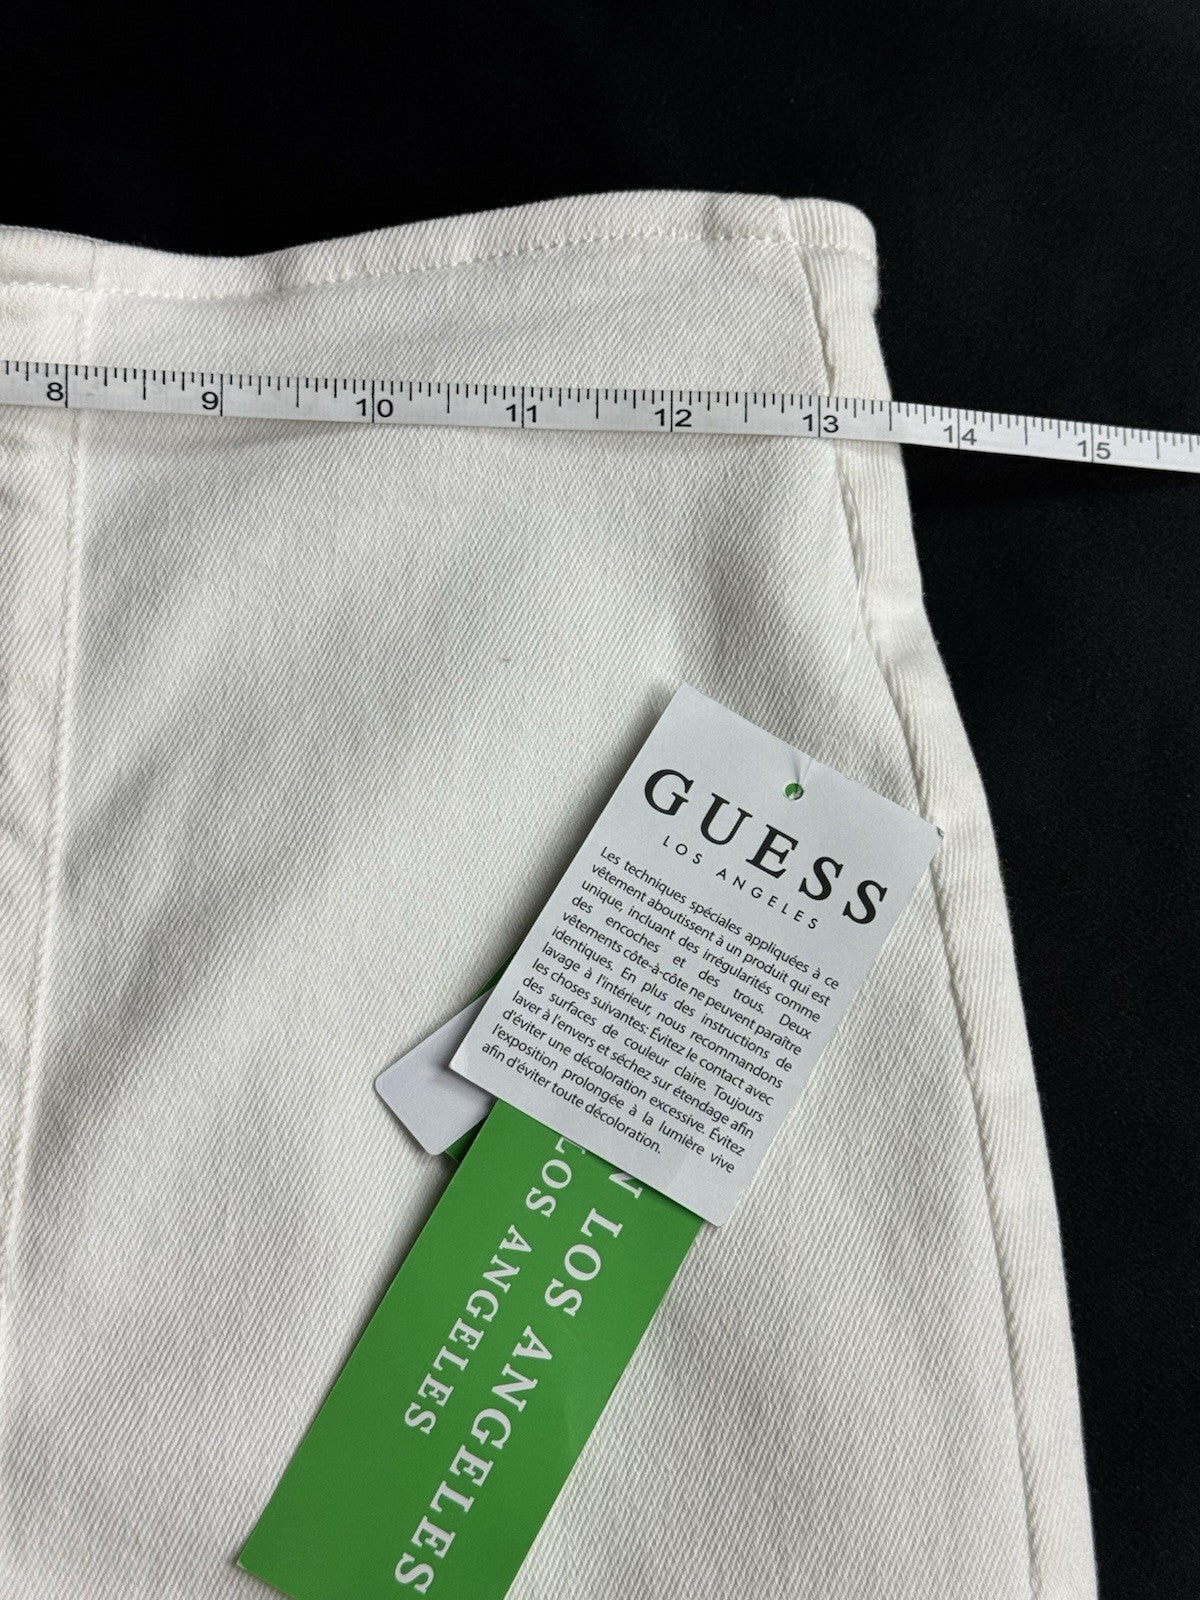 8 9 10 11 12 13 14 15
GUESS
LOS ANGELES
Les techniques spéciales appliquées à ce
vêtement aboutissent à un produit qui est
unique, incluant des irrégularités comme
des encoches et des trous. Deux
vêtements côte-à-côte ne peuvent paraître
identiques. En plus des instructions de
lavage à l'intérieur, nous recommandons
les choses suivantes: Évitez le contact avec
des surfaces de couleur claire. Toujours
laver à l'envers et séchez sur étendage afin
d'éviter une décoloration excessive. Évitez
l'exposition prolongée à la lumière vive
afin d'éviter toute décoloration.
LOS ANGELES
LOS ANGELES